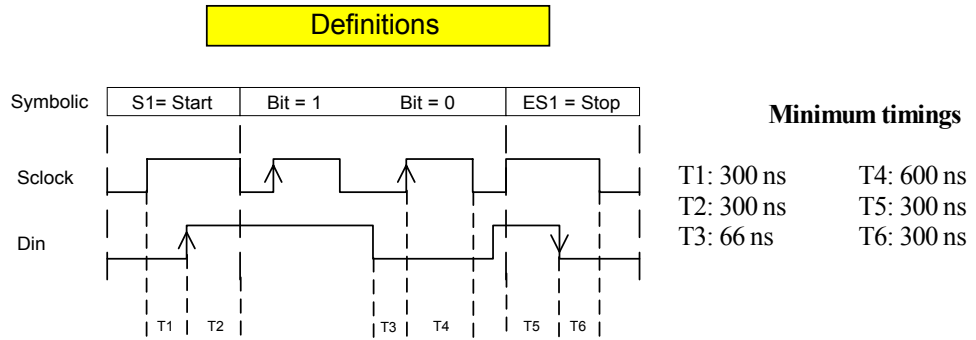 Definitions
Symbolic S1= Start Bit = 1 Bit = 0 ES1 = Stop
Minimum timings
Sclock
T1: 300 ns T4: 600 ns
T2: 300 ns T5: 300 ns
T3: 66 ns T6: 300 ns
Din
T1 T2 T3 T4 T5 T6